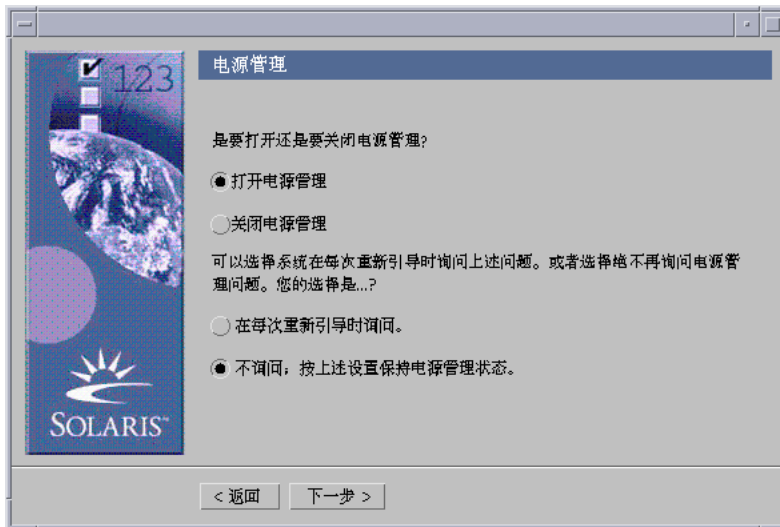 123
电源管理
是要打开还是要关闭电源管理?
打开电源管理
关闭电源管理
可以选择系统在每次重新引导时询问上述问题。或者选择绝不再询问电源管
理问题。您的选择是...?
在每次重新引导时询问。
不询问；按上述设置保持电源管理状态。
SOLARIS™
< 返回
下一步 >